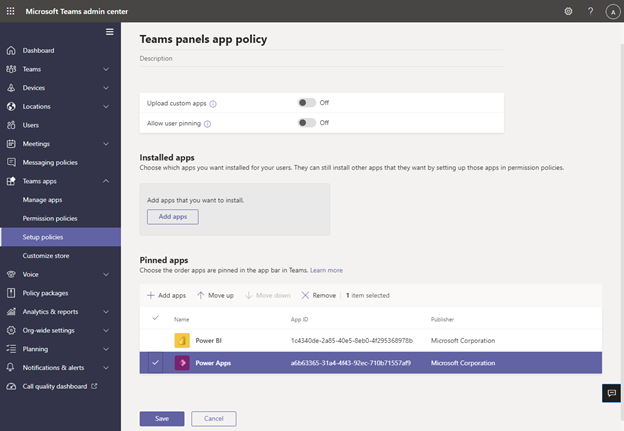 Microsoft Teams admin center
?
A
Dashboard
Teams
Devices
Locations
Users
Meetings
Messaging policies
Teams apps
Manage apps
Permission policies
Setup policies
Customize store
Voice
Policy packages
Analytics & reports
Org-wide settings
Planning
Notifications & alerts
Call quality dashboard
Teams panels app policy
Description
Upload custom apps Off
Allow user pinning Off
Installed apps
Choose which apps you want installed for your users. They can still install other apps that they want by setting up those apps in permission policies.
Add apps that you want to install.
Add apps
Pinned apps
Choose the order apps are pinned in the app bar in Teams. Learn more
Add apps Move up Move down Remove 1 item selected
Name App ID Publisher
Power BI 1c4340de-2a85-40e5-8eb0-4f295368978b Microsoft Corporation
Power Apps a6b63365-31a4-4f43-92ec-710b71557af9 Microsoft Corporation
Save Cancel